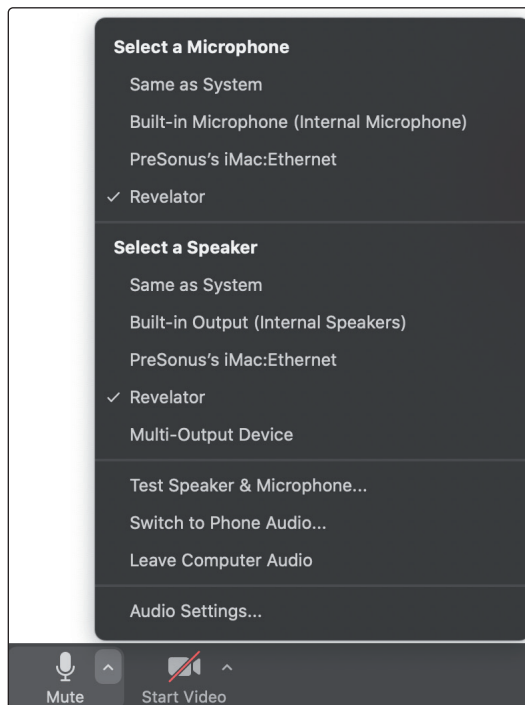 Select a Microphone
Same as System
Built-in Microphone (Internal Microphone)
PreSonus's iMac:Ethernet
✓ Revelator
Select a Speaker
Same as System
Built-in Output (Internal Speakers)
PreSonus's iMac:Ethernet
✓ Revelator
Multi-Output Device
Test Speaker & Microphone...
Switch to Phone Audio...
Leave Computer Audio
Audio Settings...
Mute Start Video